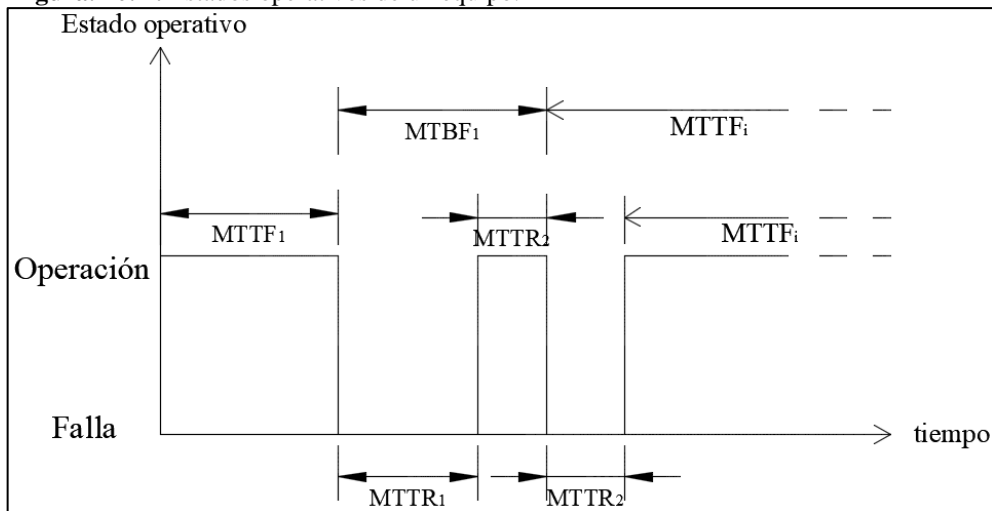 Estado operativo
MTBF1
MTTFi
MTTF1
MTTR2
MTTFi
Operación
Falla
tiempo
MTTR1
MTTR2